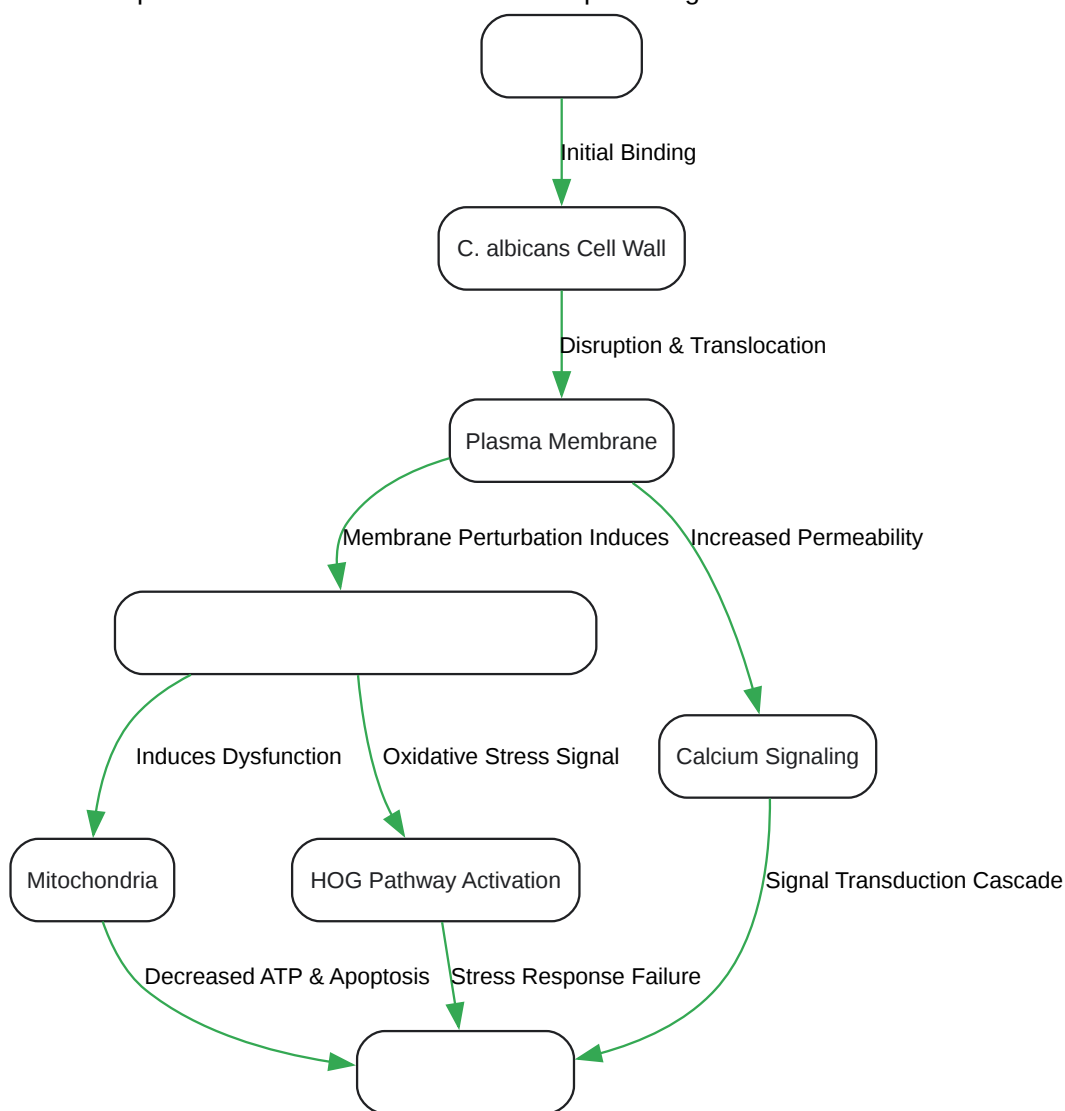 Initial Binding
C. albicans Cell Wall
Disruption & Translocation
Plasma Membrane
Membrane Perturbation Induces
Increased Permeability
Induces Dysfunction
Oxidative Stress Signal
Calcium Signaling
Mitochondria
HOG Pathway Activation
Signal Transduction Cascade
Decreased ATP & Apoptosis
Stress Response Failure